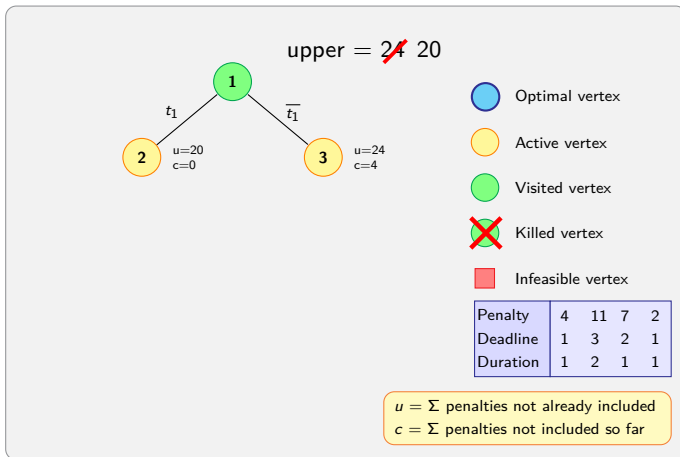 upper = 24 20
1
t₁
t̅₁
2
u=20
c=0
3
u=24
c=4
Optimal vertex
Active vertex
Visited vertex
Killed vertex
Infeasible vertex
Penalty 4 11 7 2
Deadline 1 3 2 1
Duration 1 2 1 1
u = Σ penalties not already included
c = Σ penalties not included so far